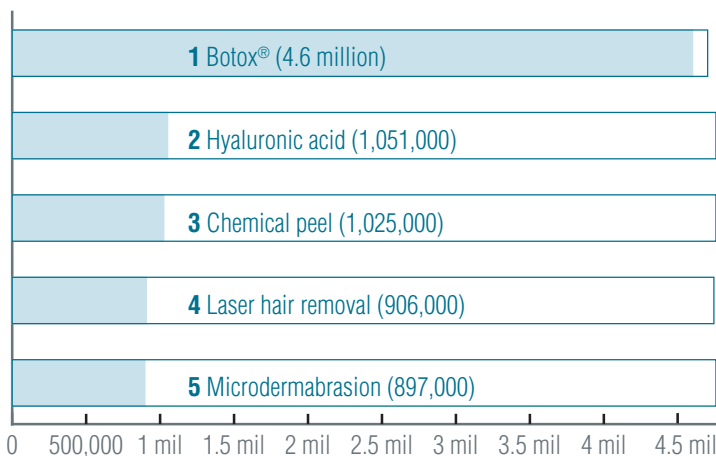 1 Botox® (4.6 million)
2 Hyaluronic acid (1,051,000)
3 Chemical peel (1,025,000)
4 Laser hair removal (906,000)
5 Microdermabrasion (897,000)
0 500,000 1 mil 1.5 mil 2 mil 2.5 mil 3 mil 3.5 mil 4 mil 4.5 mil